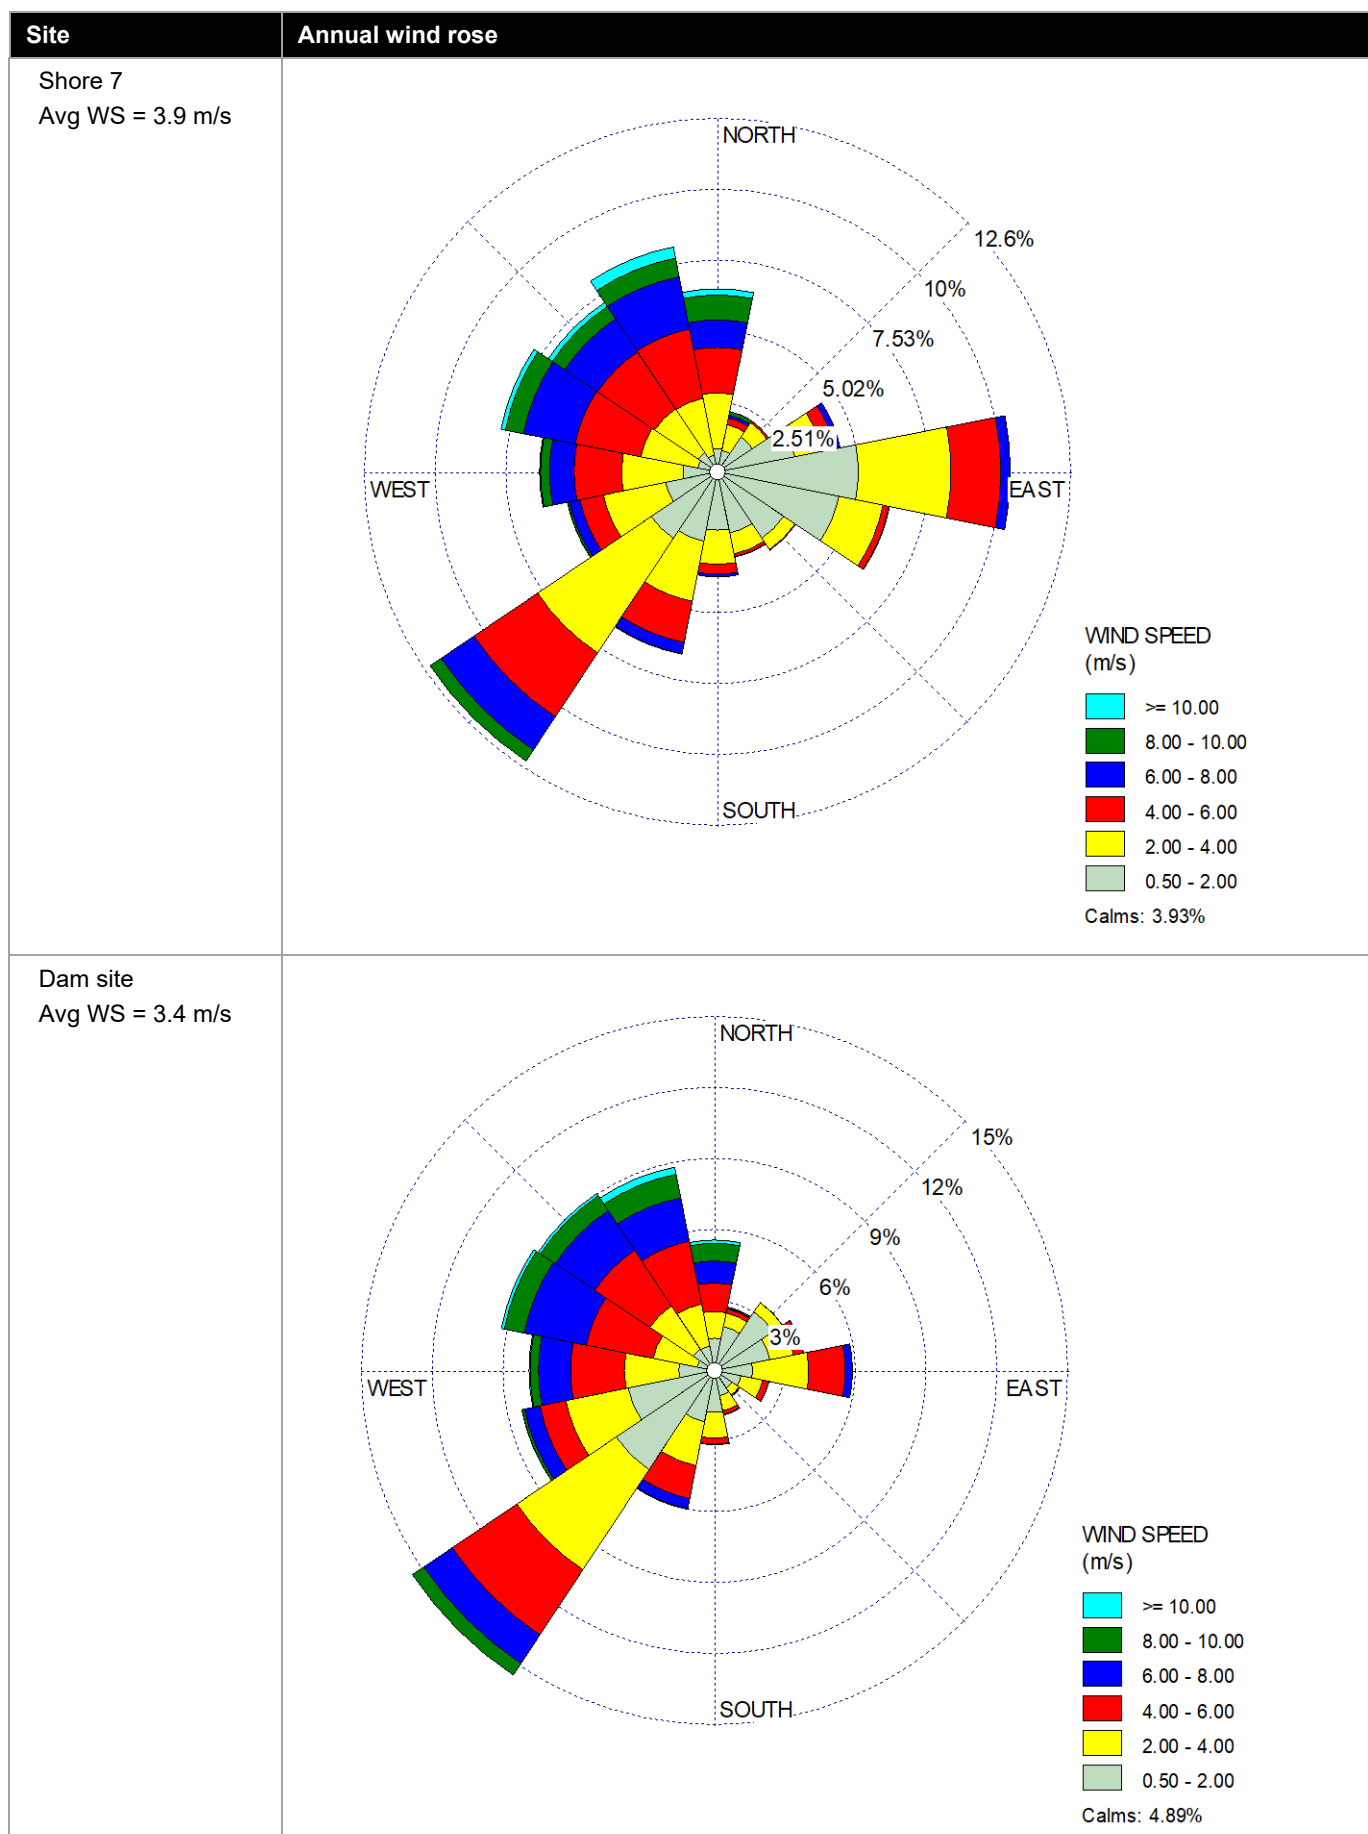 Site
Annual wind rose
Shore 7
Avg WS = 3.9 m/s
NORTH
12.6%
10%
7.53%
5.02%
2.51%
WEST
EAST
SOUTH
WIND SPEED
(m/s)
>= 10.00
8.00 - 10.00
6.00 - 8.00
4.00 - 6.00
2.00 - 4.00
0.50 - 2.00
Calms: 3.93%
Dam site
Avg WS = 3.4 m/s
NORTH
15%
12%
9%
6%
3%
WEST
EAST
SOUTH
WIND SPEED
(m/s)
>= 10.00
8.00 - 10.00
6.00 - 8.00
4.00 - 6.00
2.00 - 4.00
0.50 - 2.00
Calms: 4.89%